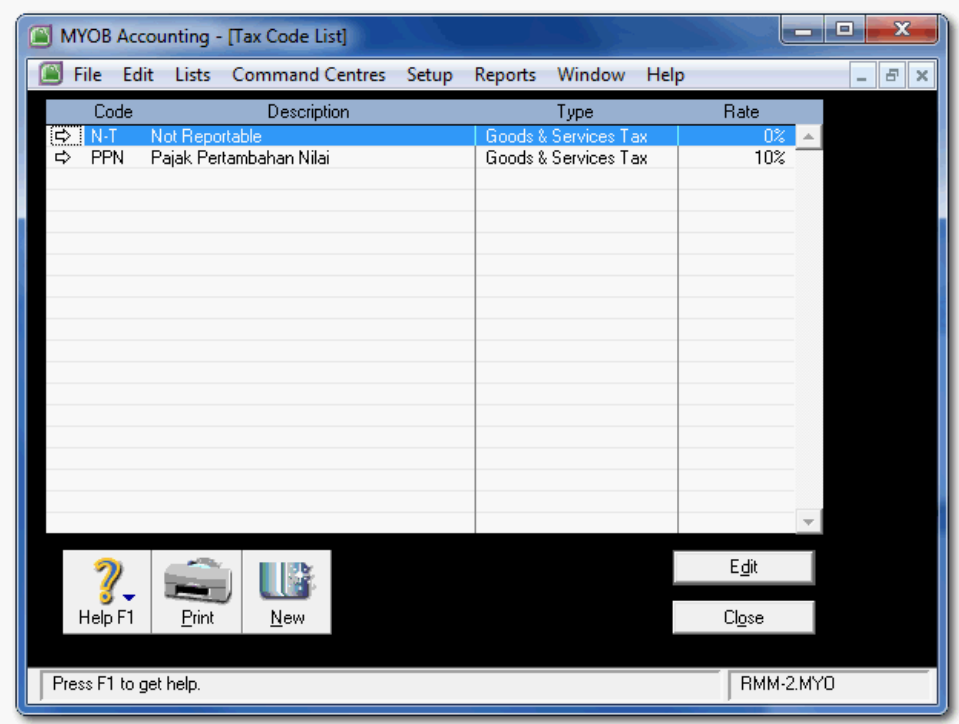 MYOB Accounting - [Tax Code List]
File Edit Lists Command Centres Setup Reports Window Help
Code Description Type Rate
N-T Not Reportable Goods & Services Tax 0%
PPN Pajak Pertambahan Nilai Goods & Services Tax 10%
Edit
Help F1 Print New
Close
Press F1 to get help. RMM-2.MYO